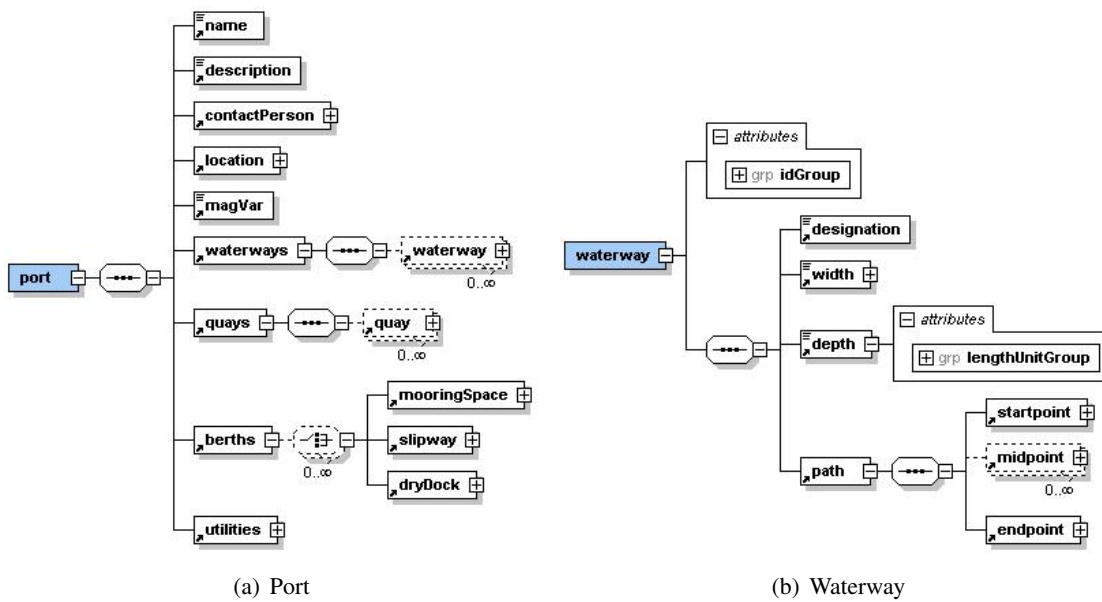 port
name
description
contactPerson
location
magVar
waterways
waterway
0..∞
quays
quay
0..∞
berths
0..∞
mooringSpace
slipway
dryDock
utilities
(a) Port
waterway
attributes
grp idGroup
designation
width
depth
attributes
grp lengthUnitGroup
path
startpoint
midpoint
0..∞
endpoint
(b) Waterway